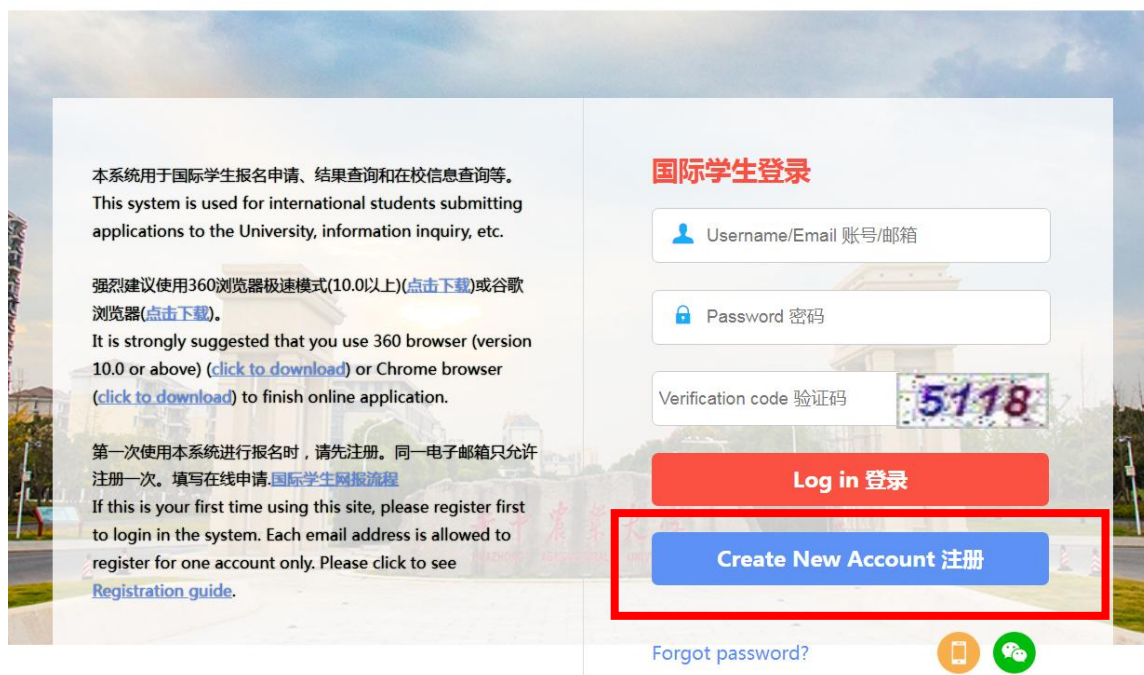 本系统用于国际学生报名申请、结果查询和在校信息查询等。
This system is used for international students submitting
applications to the University, information inquiry, etc.
强烈建议使用360浏览器极速模式(10.0以上)(点击下载)或谷歌
浏览器(点击下载)。
It is strongly suggested that you use 360 browser (version
10.0 or above) (click to download) or Chrome browser
(click to download) to finish online application.
第一次使用本系统进行报名时，请先注册。同一电子邮箱只允许
注册一次。填写在线申请.国际学生网报流程
If this is your first time using this site, please register first
to login in the system. Each email address is allowed to
register for one account only. Please click to see
Registration guide.
国际学生登录
Username/Email 账号/邮箱
Password 密码
Verification code 验证码
5118
Log in 登录
Create New Account 注册
Forgot password?